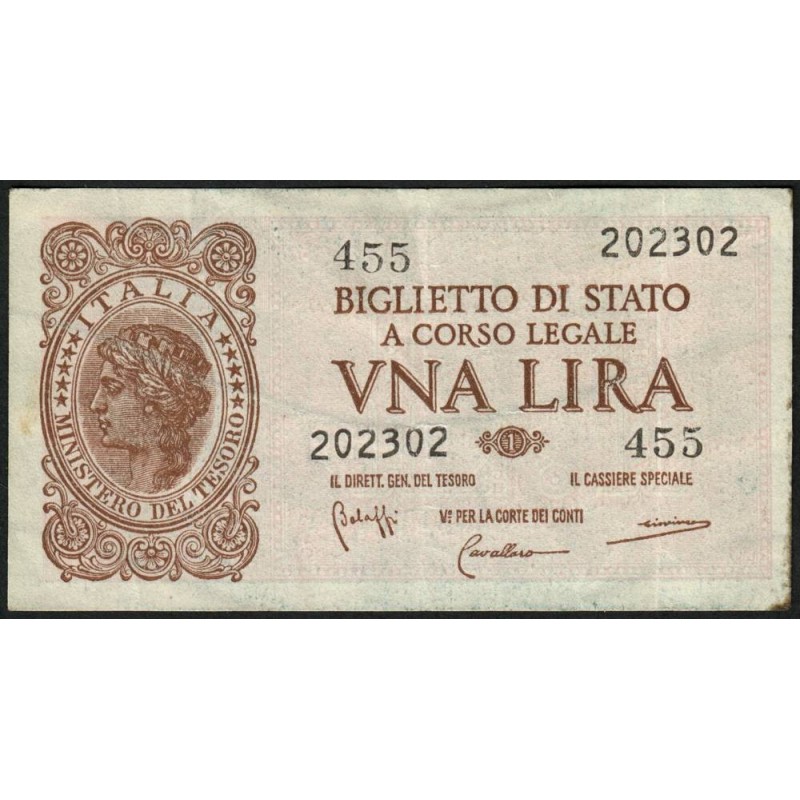 ITALIA
MINISTERO DEL TESORO
455 202302
BIGLIETTO DI STATO
A CORSO LEGALE
VNA LIRA
202302 1 455
IL DIRETT. GEN. DEL TESORO IL CASSIERE SPECIALE
Bolaffi Vº PER LA CORTE DEI CONTI
Cavallaro